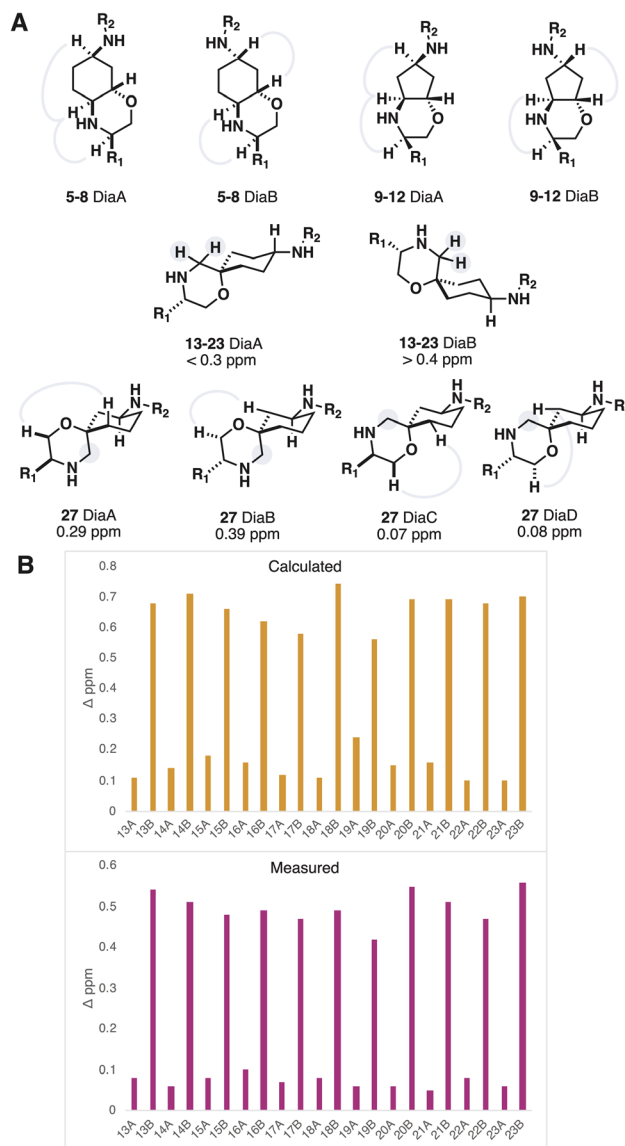 A
R₂
H NH
H
H O
HN
H R₁
5-8 DiaA
R₂
HN H
H
H O
HN
H R₁
5-8 DiaB
R₂
H NH
H H
HN O
H R₁
9-12 DiaA
R₂
HN H
H H
HN O
H R₁
9-12 DiaB
H
H H R₂
HN NH
R₁ O
13-23 DiaA
< 0.3 ppm
H
R₁ N H
H R₂
O NH
H
13-23 DiaB
> 0.4 ppm
H
H N
O R₂
H H
R₁ N
H
27 DiaA
0.29 ppm
H
H N
O R₂
H
R₁ N
H
27 DiaB
0.39 ppm
H
N
R₂
HN H
R₁ O
H
27 DiaC
0.07 ppm
H
H N R
HN
R₁ O
H
27 DiaD
0.08 ppm
B
Calculated
Δ ppm
0.8
0.7
0.6
0.5
0.4
0.3
0.2
0.1
0
13A 13B 14A 14B 15A 15B 16A 16B 17A 17B 18A 18B 19A 19B 20A 20B 21A 21B 22A 22B 23A 23B
Measured
Δ ppm
0.6
0.5
0.4
0.3
0.2
0.1
0
13A 13B 14A 14B 15A 15B 16A 16B 17A 17B 18A 18B 19A 19B 20A 20B 21A 21B 22A 22B 23A 23B